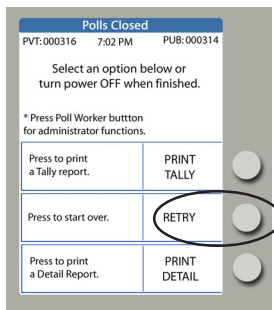 Polls Closed
PVT: 000316 7:02 PM PUB: 000314
Select an option below or
turn power OFF when finished.
* Press Poll Worker buttton
for administrator functions.
Press to print
a Tally report.
PRINT
TALLY
Press to start over.
RETRY
Press to print
a Detail Report.
PRINT
DETAIL